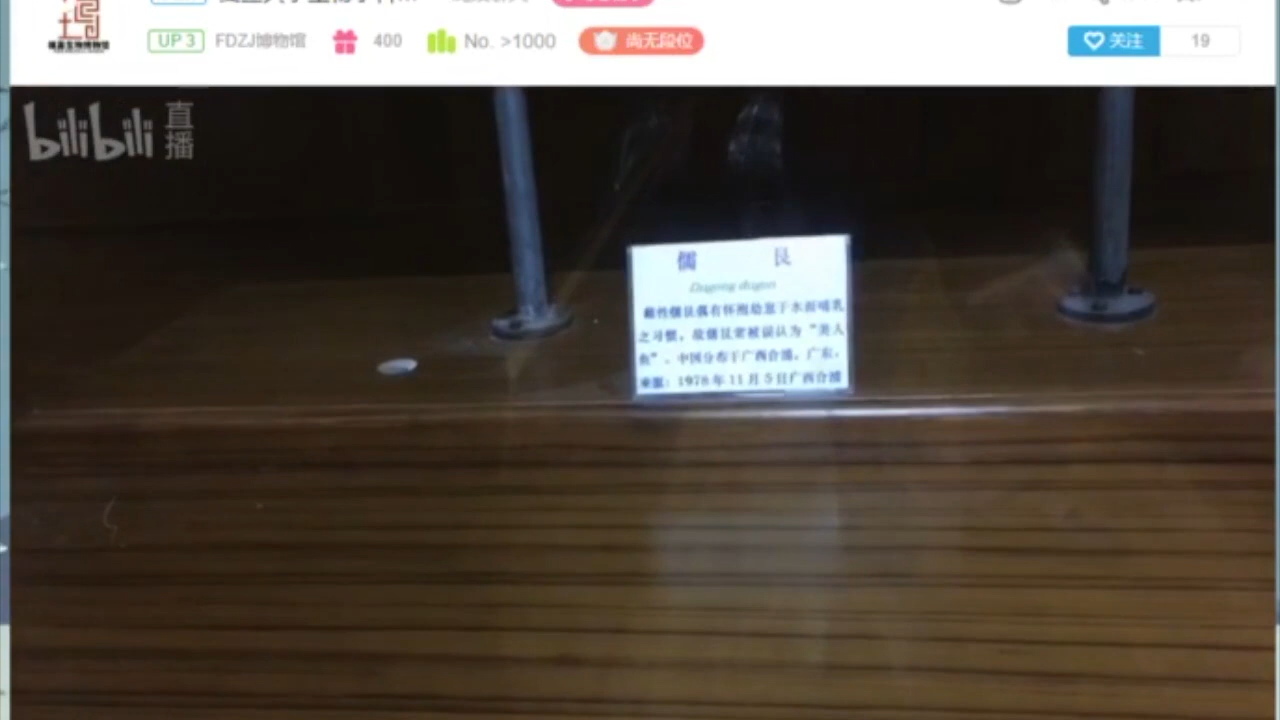 UP 3 FDZJ博物馆 400 No. >1000 尚无段位 关注 19
bilibili 直播
儒 艮
Dugong dugon
雌性儒艮偶有怀抱幼崽于水面哺乳
之习惯，故儒艮常被误认为“美人
鱼”。中国分布于广西合浦，广东，
来源：1978年11月5日广西合浦